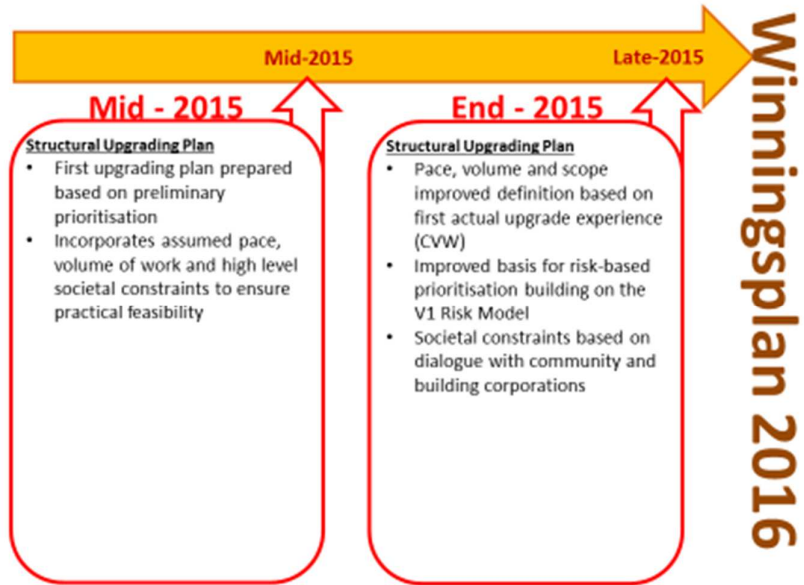 Mid-2015
Late-2015
Mid - 2015
Structural Upgrading Plan
• First upgrading plan prepared
based on preliminary
prioritisation
• Incorporates assumed pace,
volume of work and high level
societal constraints to ensure
practical feasibility
End - 2015
Structural Upgrading Plan
• Pace, volume and scope
improved definition based on
first actual upgrade experience
(CVW)
• Improved basis for risk-based
prioritisation building on the
V1 Risk Model
• Societal constraints based on
dialogue with community and
building corporations
Winningsplan 2016